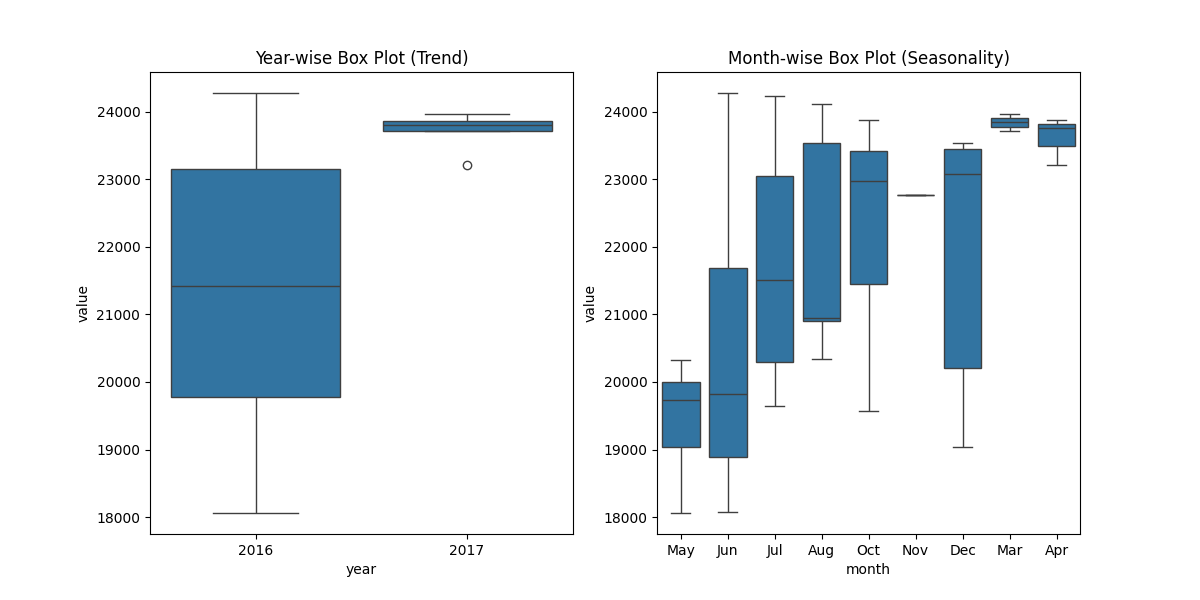 Year-wise Box Plot (Trend)
value
24000
23000
22000
21000
20000
19000
18000
2016 2017
year
Month-wise Box Plot (Seasonality)
value
24000
23000
22000
21000
20000
19000
18000
May Jun Jul Aug Oct Nov Dec Mar Apr
month